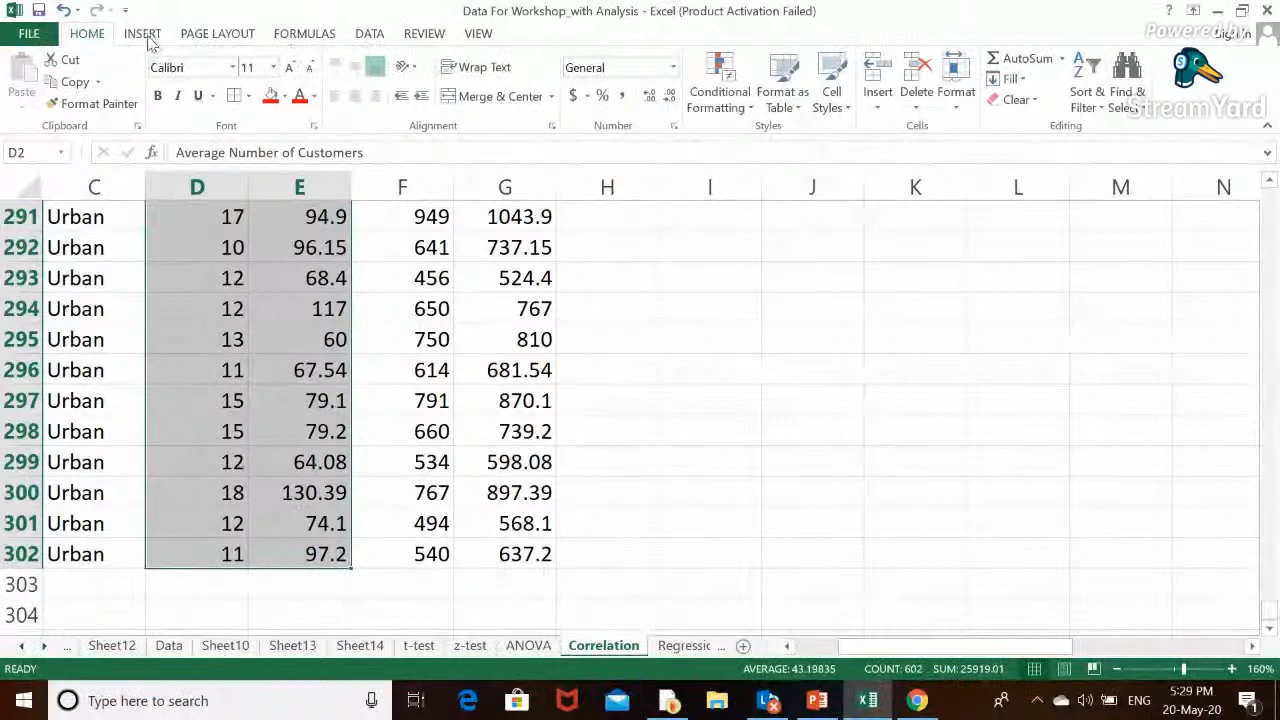 Data For Workshop_with Analysis - Excel (Product Activation Failed)
FILE HOME INSERT PAGE LAYOUT FORMULAS DATA REVIEW VIEW
Powered by
StreamYard
Paste
Cut
Copy
Format Painter
Clipboard
Calibri 11
B I U
Font
Wrap Text
Merge & Center
Alignment
General
$ % ,
Number
Conditional Formatting
Format as Table
Cell Styles
Styles
Insert Delete Format
Cells
AutoSum
Fill
Clear
Sort & Filter
Find & Select
Editing
D2 fx Average Number of Customers
C D E F G H I J K L M N
291 Urban 17 94.9 949 1043.9
292 Urban 10 96.15 641 737.15
293 Urban 12 68.4 456 524.4
294 Urban 12 117 650 767
295 Urban 13 60 750 810
296 Urban 11 67.54 614 681.54
297 Urban 15 79.1 791 870.1
298 Urban 15 79.2 660 739.2
299 Urban 12 64.08 534 598.08
300 Urban 18 130.39 767 897.39
301 Urban 12 74.1 494 568.1
302 Urban 11 97.2 540 637.2
303
304
... Sheet12 Data Sheet10 Sheet13 Sheet14 t-test z-test ANOVA Correlation Regressic ...
READY AVERAGE: 43.19835 COUNT: 602 SUM: 25919.01 160%
Type here to search ENG 5:29 PM
20-May-20